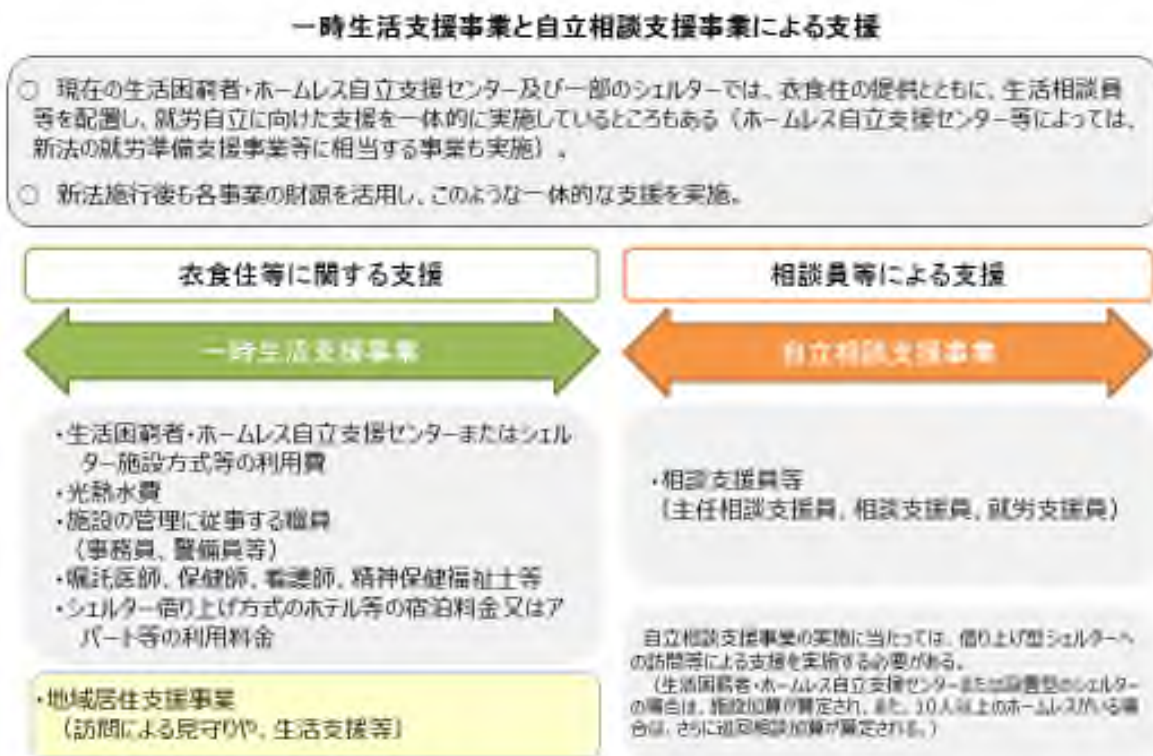 一時生活支援事業と自立相談支援事業による支援
○ 現在の生活困窮者・ホームレス自立支援センター及び一部のシェルターでは、衣食住の提供とともに、生活相談員
等を配置し、就労自立に向けた支援を一体的に実施しているところもある（ホームレス自立支援センター等によっては、
新法の就労準備支援事業等に相当する事業も実施）。
○ 新法施行後も各事業の財源を活用し、このような一体的な支援を実施。
衣食住等に関する支援
一時生活支援事業
・生活困窮者・ホームレス自立支援センターまたはシェル
ター施設方式等の利用費
・光熱水費
・施設の管理に従事する職員
（事務員、警備員等）
・嘱託医師、保健師、看護師、精神保健福祉士等
・シェルター借り上げ方式のホテル等の宿泊料金又はア
パート等の利用料金
・地域居住支援事業
（訪問による見守りや、生活支援等）
相談員等による支援
自立相談支援事業
・相談支援員等
（主任相談支援員、相談支援員、就労支援員）
自立相談支援事業の実施に当たっては、借り上げ型シェルターへ
の訪問等による支援を実施する必要がある。
（生活困窮者・ホームレス自立支援センターまたは設置型のシェルター
の場合は、施設加算が算定され、また、10人以上のホームレスがいる場
合は、さらに巡回相談加算が算定される。）